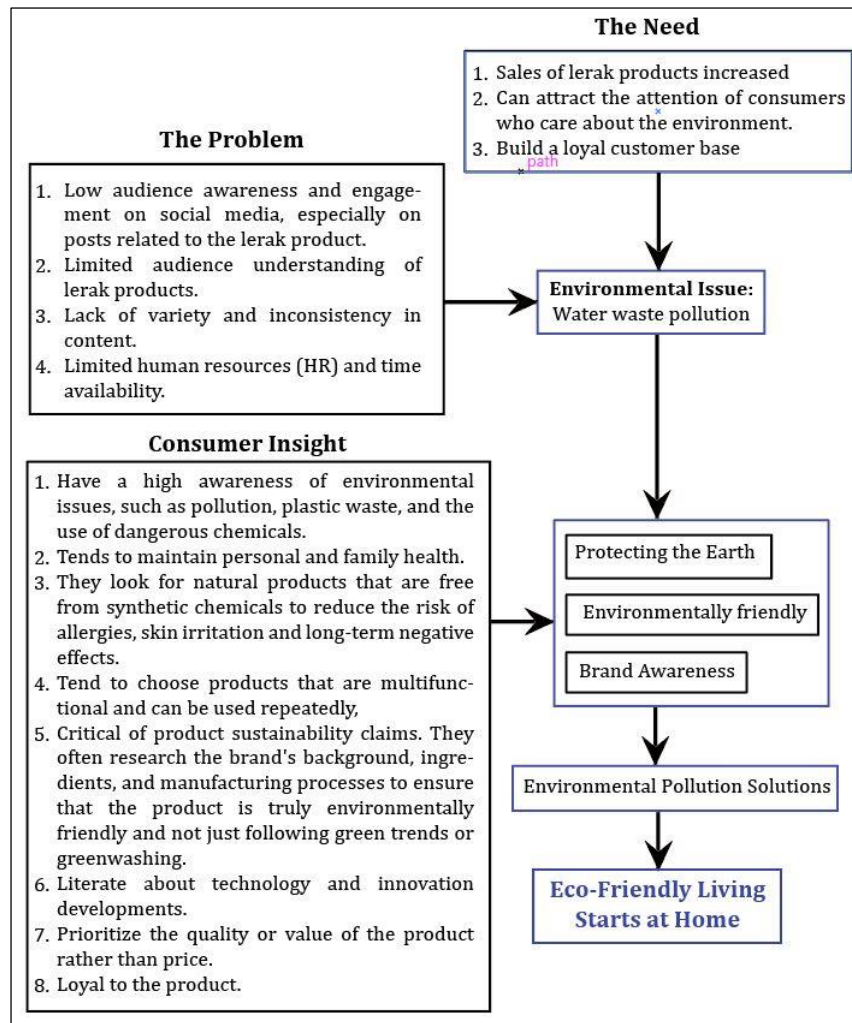 The Need
1. Sales of lerak products increased
2. Can attract the attention of consumers
who care about the environment.
3. Build a loyal customer base
path
The Problem
1. Low audience awareness and engage-
ment on social media, especially on
posts related to the lerak product.
2. Limited audience understanding of
lerak products.
3. Lack of variety and inconsistency in
content.
4. Limited human resources (HR) and time
availability.
Environmental Issue:
Water waste pollution
Consumer Insight
1. Have a high awareness of environmental
issues, such as pollution, plastic waste, and the
use of dangerous chemicals.
2. Tends to maintain personal and family health.
3. They look for natural products that are free
from synthetic chemicals to reduce the risk of
allergies, skin irritation and long-term negative
effects.
4. Tend to choose products that are multifunc-
tional and can be used repeatedly,
5. Critical of product sustainability claims. They
often research the brand's background, ingre-
dients, and manufacturing processes to ensure
that the product is truly environmentally
friendly and not just following green trends or
greenwashing.
6. Literate about technology and innovation
developments.
7. Prioritize the quality or value of the product
rather than price.
8. Loyal to the product.
Protecting the Earth
Environmentally friendly
Brand Awareness
Environmental Pollution Solutions
Eco-Friendly Living
Starts at Home